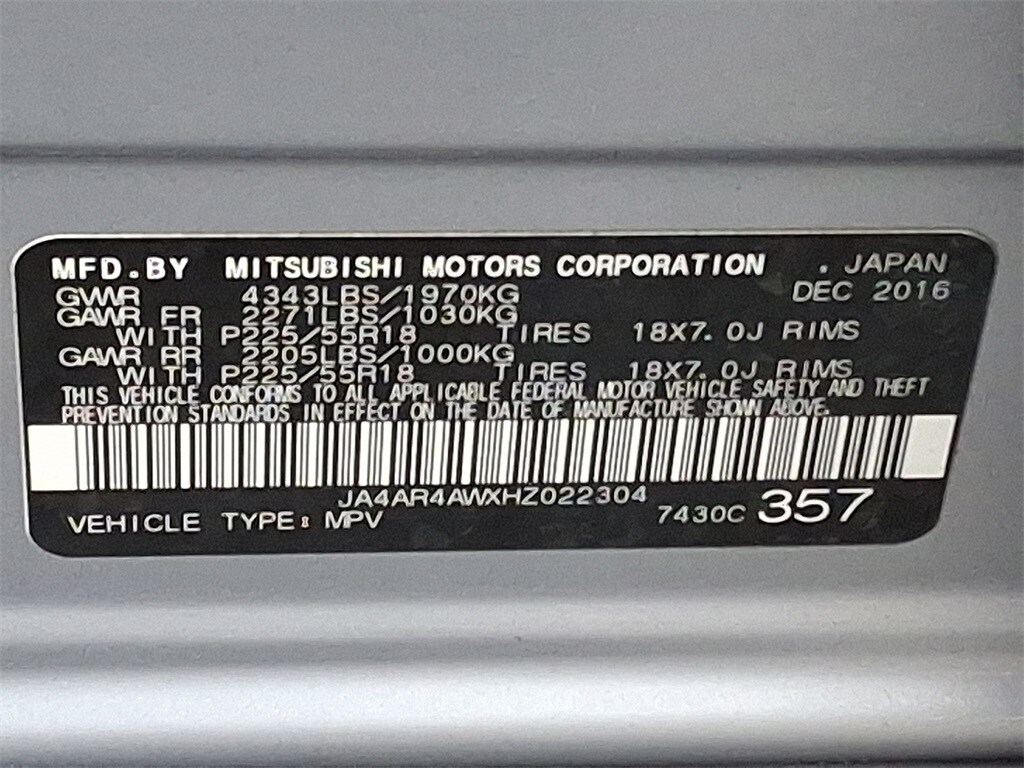 MFD.BY MITSUBISHI MOTORS CORPORATION . JAPAN
GVWR 4343LBS/1970KG DEC 2016
GAWR FR 2271LBS/1030KG
WITH P225/55R18 TIRES 18X7.0J RIMS
GAWR RR 2205LBS/1000KG
WITH P225/55R18 TIRES 18X7.0J RIMS
THIS VEHICLE CONFORMS TO ALL APPLICABLE FEDERAL MOTOR VEHICLE SAFETY AND THEFT
PREVENTION STANDARDS IN EFFECT ON THE DATE OF MANUFACTURE SHOWN ABOVE.
JA4AR4AWXHZ022304
VEHICLE TYPE: MPV 7430C 357